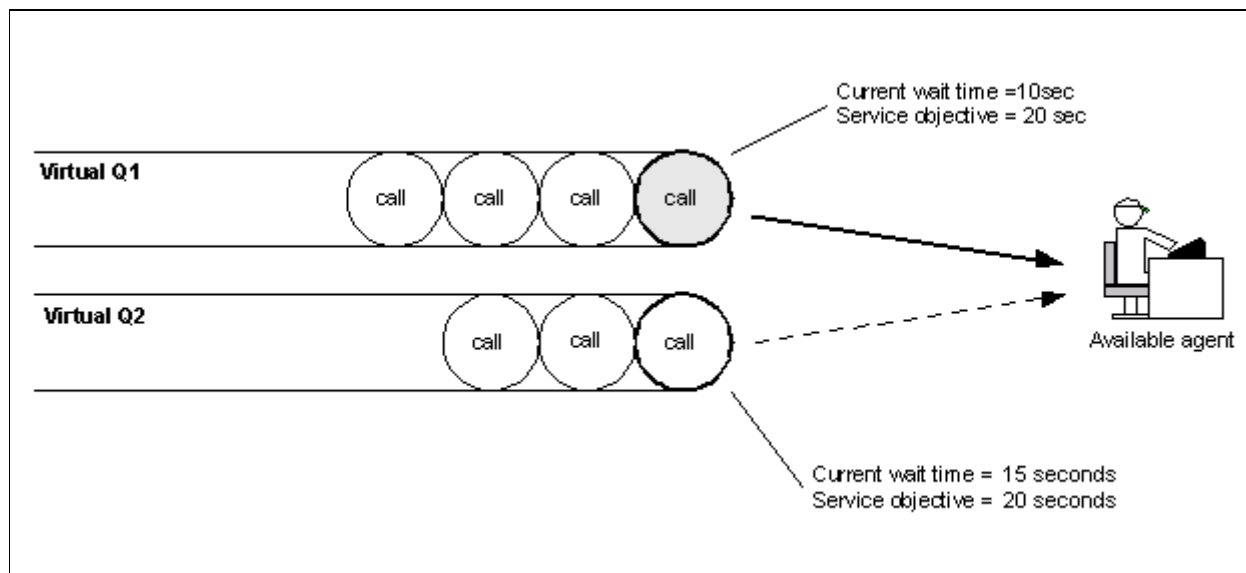 Current wait time =10sec
Service objective = 20 sec
Virtual Q1
call call call call
Virtual Q2
call call call
Available agent
Current wait time = 15 seconds
Service objective = 20 seconds